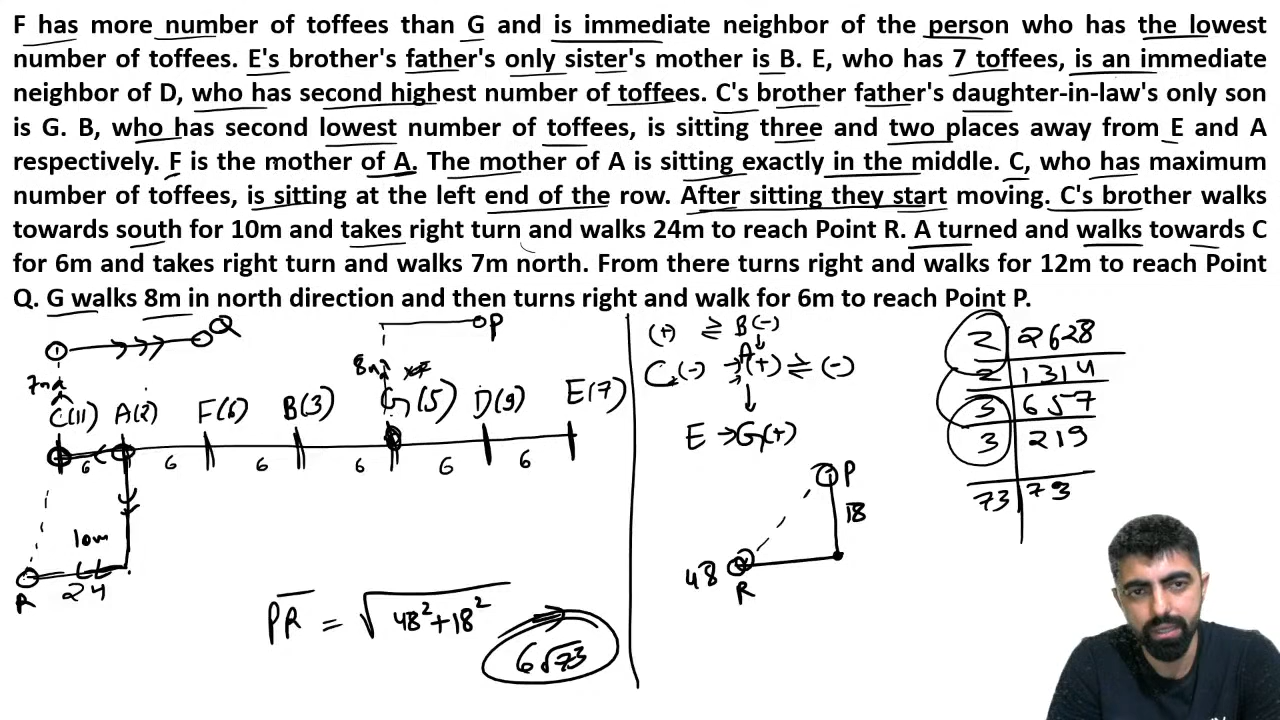 F has more number of toffees than G and is immediate neighbor of the person who has the lowest
number of toffees. E's brother's father's only sister's mother is B. E, who has 7 toffees, is an immediate
neighbor of D, who has second highest number of toffees. C's brother father's daughter-in-law's only son
is G. B, who has second lowest number of toffees, is sitting three and two places away from E and A
respectively. F is the mother of A. The mother of A is sitting exactly in the middle. C, who has maximum
number of toffees, is sitting at the left end of the row. After sitting they start moving. C's brother walks
towards south for 10m and takes right turn and walks 24m to reach Point R. A turned and walks towards C
for 6m and takes right turn and walks 7m north. From there turns right and walks for 12m to reach Point
Q. G walks 8m in north direction and then turns right and walk for 6m to reach Point P.
Q
P
7m
8m
C(11) A(2) F(6) B(3) G(5) D(9) E(7)
6 6 6 6 6 6
10m
24
R
PR = √48²+18²
6√73
(+) ⇌ B(-)
C(-) A(+) ⇌ (-)
E → G(+)
P
18
48
R
2 2628
2 1314
3 657
3 219
73 73